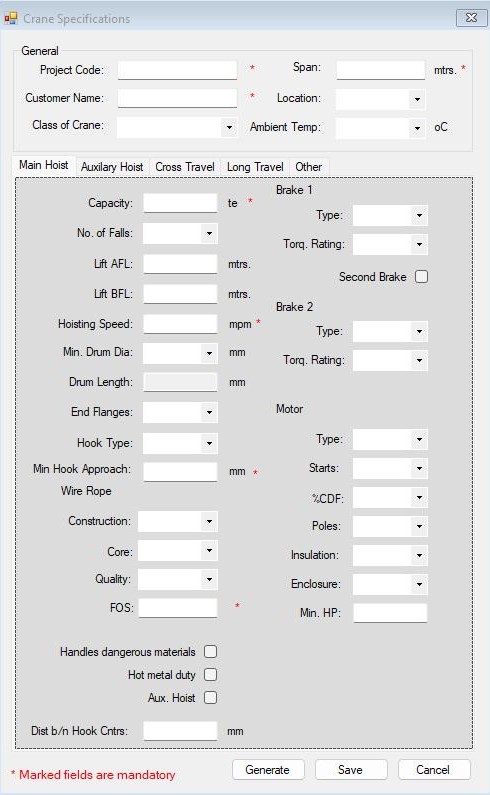 Crane Specifications
General
Project Code: *
Span: mtrs. *
Customer Name: *
Location:
Class of Crane:
Ambient Temp: oC
Main Hoist Auxilary Hoist Cross Travel Long Travel Other
Capacity: te *
No. of Falls:
Lift AFL: mtrs.
Lift BFL: mtrs.
Hoisting Speed: mpm *
Min. Drum Dia: mm
Drum Length: mm
End Flanges:
Hook Type:
Min Hook Approach: mm *
Wire Rope
Construction:
Core:
Quality:
FOS: *
Handles dangerous materials
Hot metal duty
Aux. Hoist
Dist b/n Hook Cntrs: mm
Brake 1
Type:
Torq. Rating:
Second Brake
Brake 2
Type:
Torq. Rating:
Motor
Type:
Starts:
%CDF:
Poles:
Insulation:
Enclosure:
Min. HP:
* Marked fields are mandatory
Generate Save Cancel